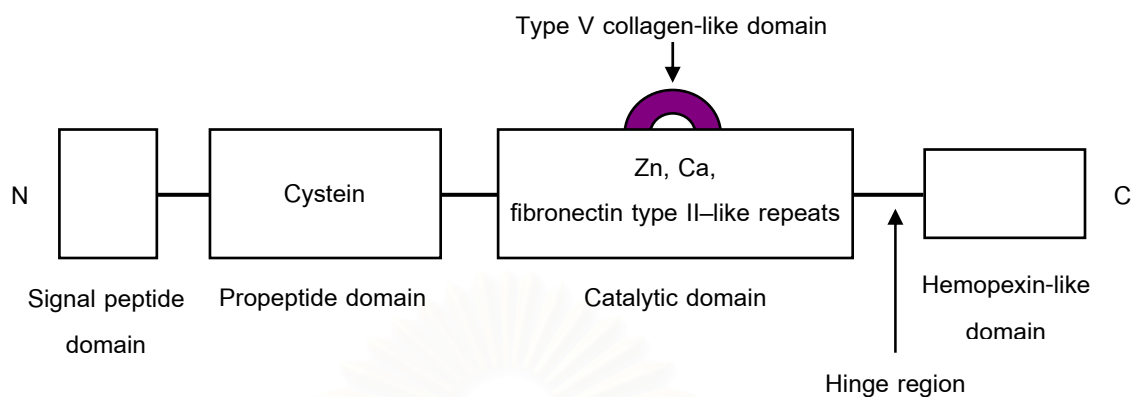 Type V collagen-like domain
N
Cystein
Zn, Ca,
fibronectin type II–like repeats
C
Signal peptide
domain
Propeptide domain
Catalytic domain
Hemopexin-like
domain
Hinge region